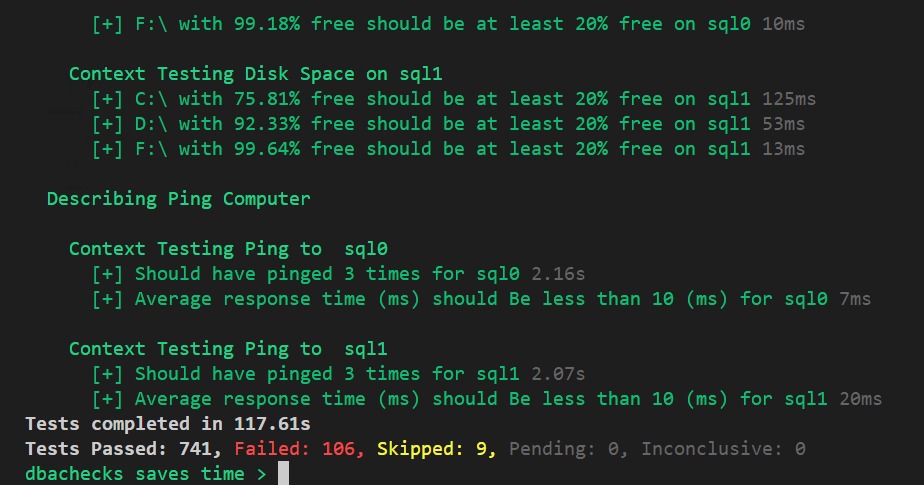 [+] F:\ with 99.18% free should be at least 20% free on sql0 10ms
Context Testing Disk Space on sql1
[+] C:\ with 75.81% free should be at least 20% free on sql1 125ms
[+] D:\ with 92.33% free should be at least 20% free on sql1 53ms
[+] F:\ with 99.64% free should be at least 20% free on sql1 13ms
Describing Ping Computer
Context Testing Ping to  sql0
[+] Should have pinged 3 times for sql0 2.16s
[+] Average response time (ms) should Be less than 10 (ms) for sql0 7ms
Context Testing Ping to  sql1
[+] Should have pinged 3 times for sql1 2.07s
[+] Average response time (ms) should Be less than 10 (ms) for sql1 20ms
Tests completed in 117.61s
Tests Passed: 741, Failed: 106, Skipped: 9, Pending: 0, Inconclusive: 0
dbachecks saves time >